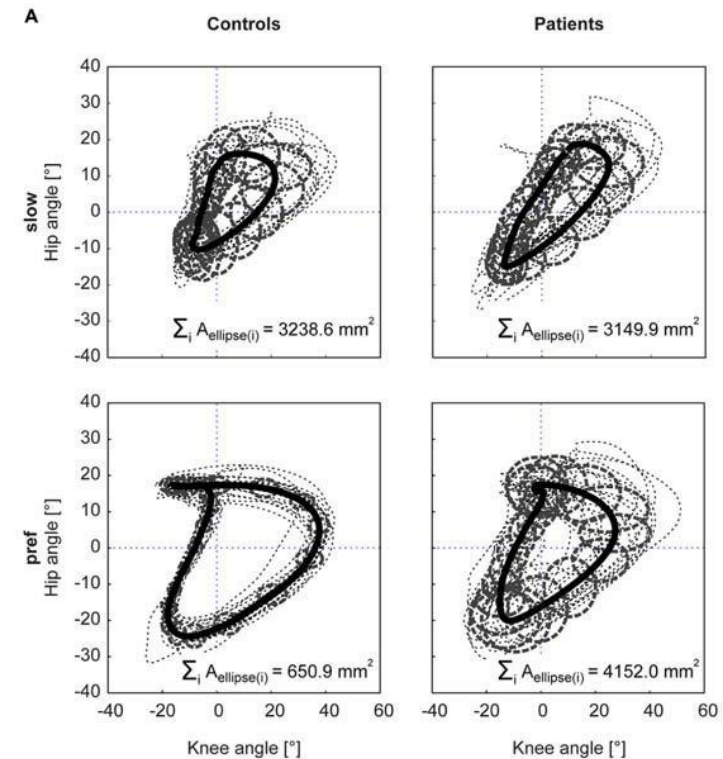 A
Controls
Patients
40
30
20
10
0
-10
-20
-30
-40
slow
Hip angle [°]
∑i Aellipse(i) = 3238.6 mm²
∑i Aellipse(i) = 3149.9 mm²
40
30
20
10
0
-10
-20
-30
-40
pref
Hip angle [°]
∑i Aellipse(i) = 650.9 mm²
∑i Aellipse(i) = 4152.0 mm²
-40 -20 0 20 40 60
-40 -20 0 20 40 60
Knee angle [°]
Knee angle [°]